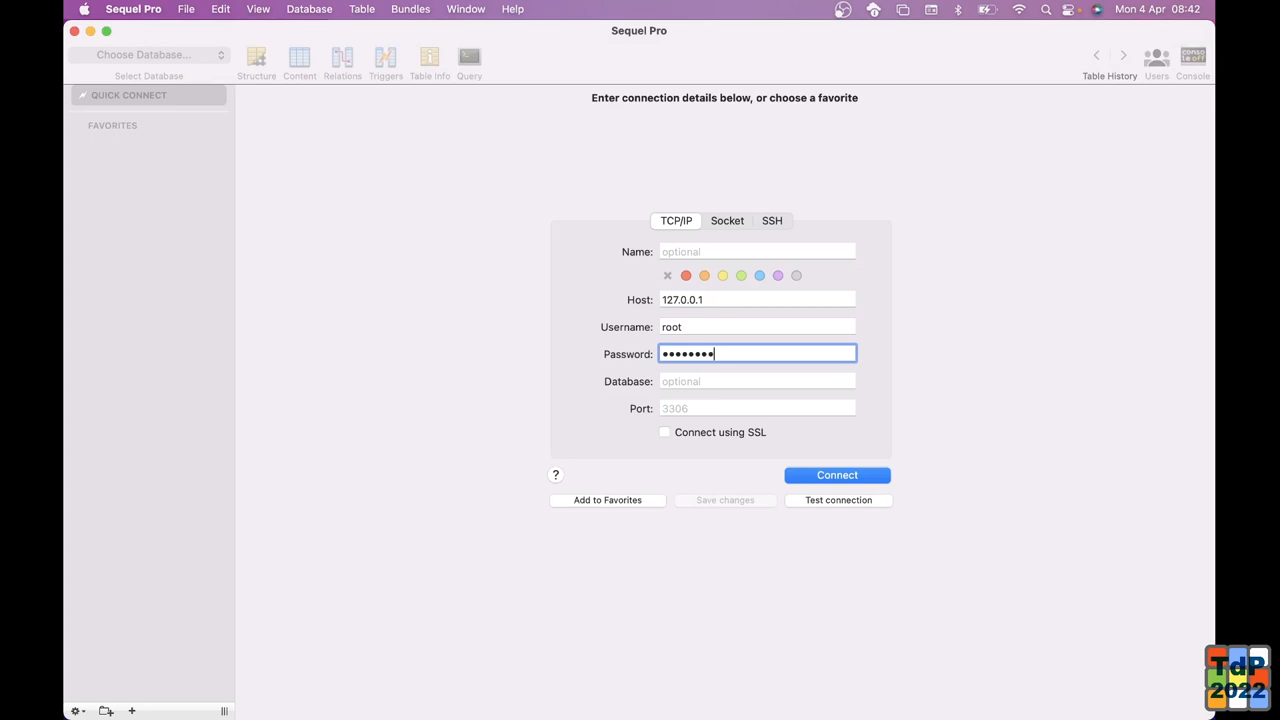 Sequel Pro File Edit View Database Table Bundles Window Help Mon 4 Apr 08:42
Sequel Pro
Choose Database...
Select Database Structure Content Relations Triggers Table Info Query Table History Users Console
conso
le off
QUICK CONNECT
FAVORITES
Enter connection details below, or choose a favorite
TCP/IP Socket SSH
Name: optional
Host: 127.0.0.1
Username: root
Password: ••••••••
Database: optional
Port: 3306
Connect using SSL
? Connect
Add to Favorites Save changes Test connection
TdP
2022